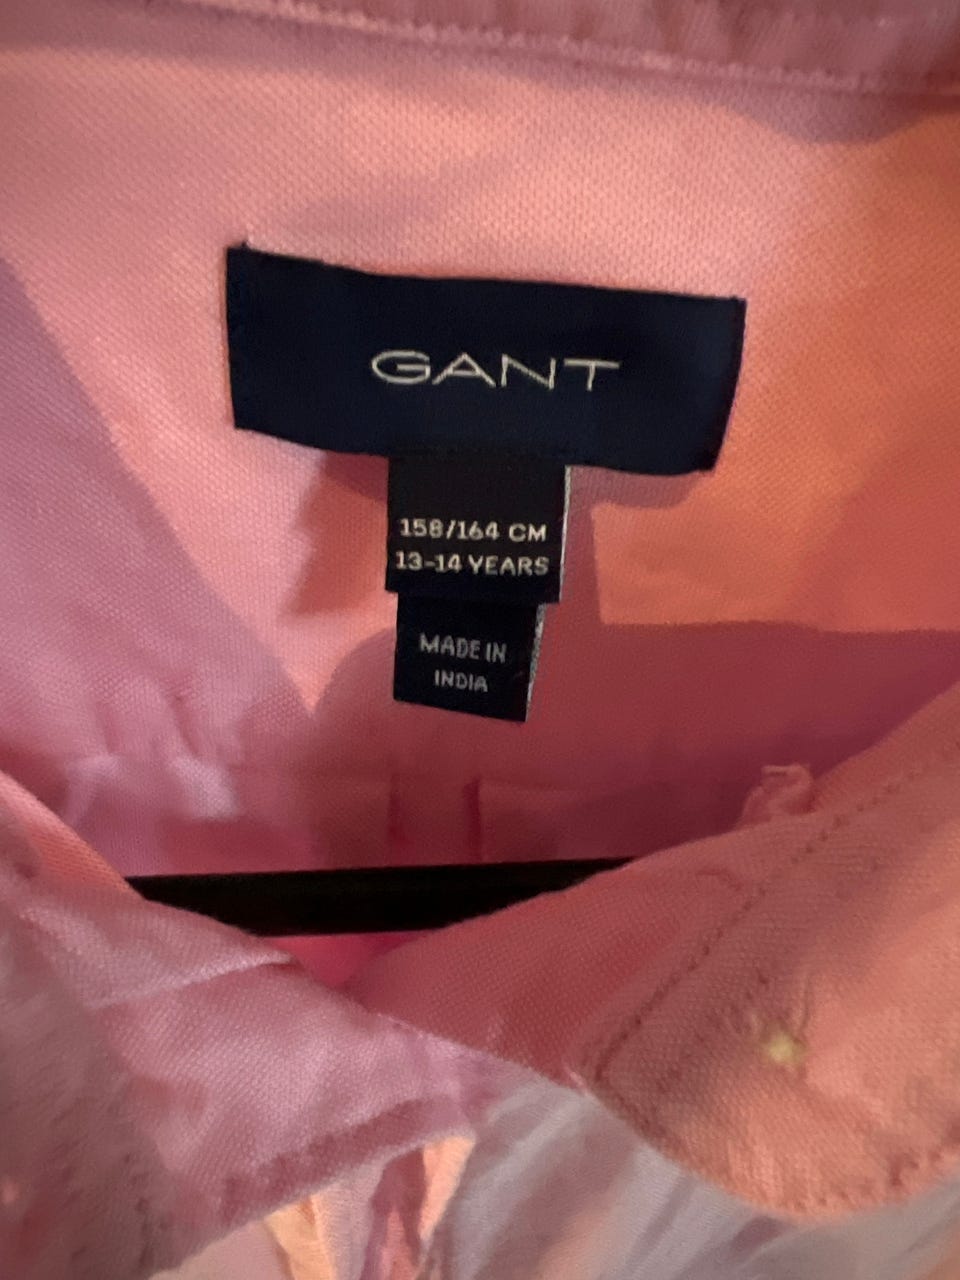 GANT
158/164 CM
13-14 YEARS
MADE IN
INDIA